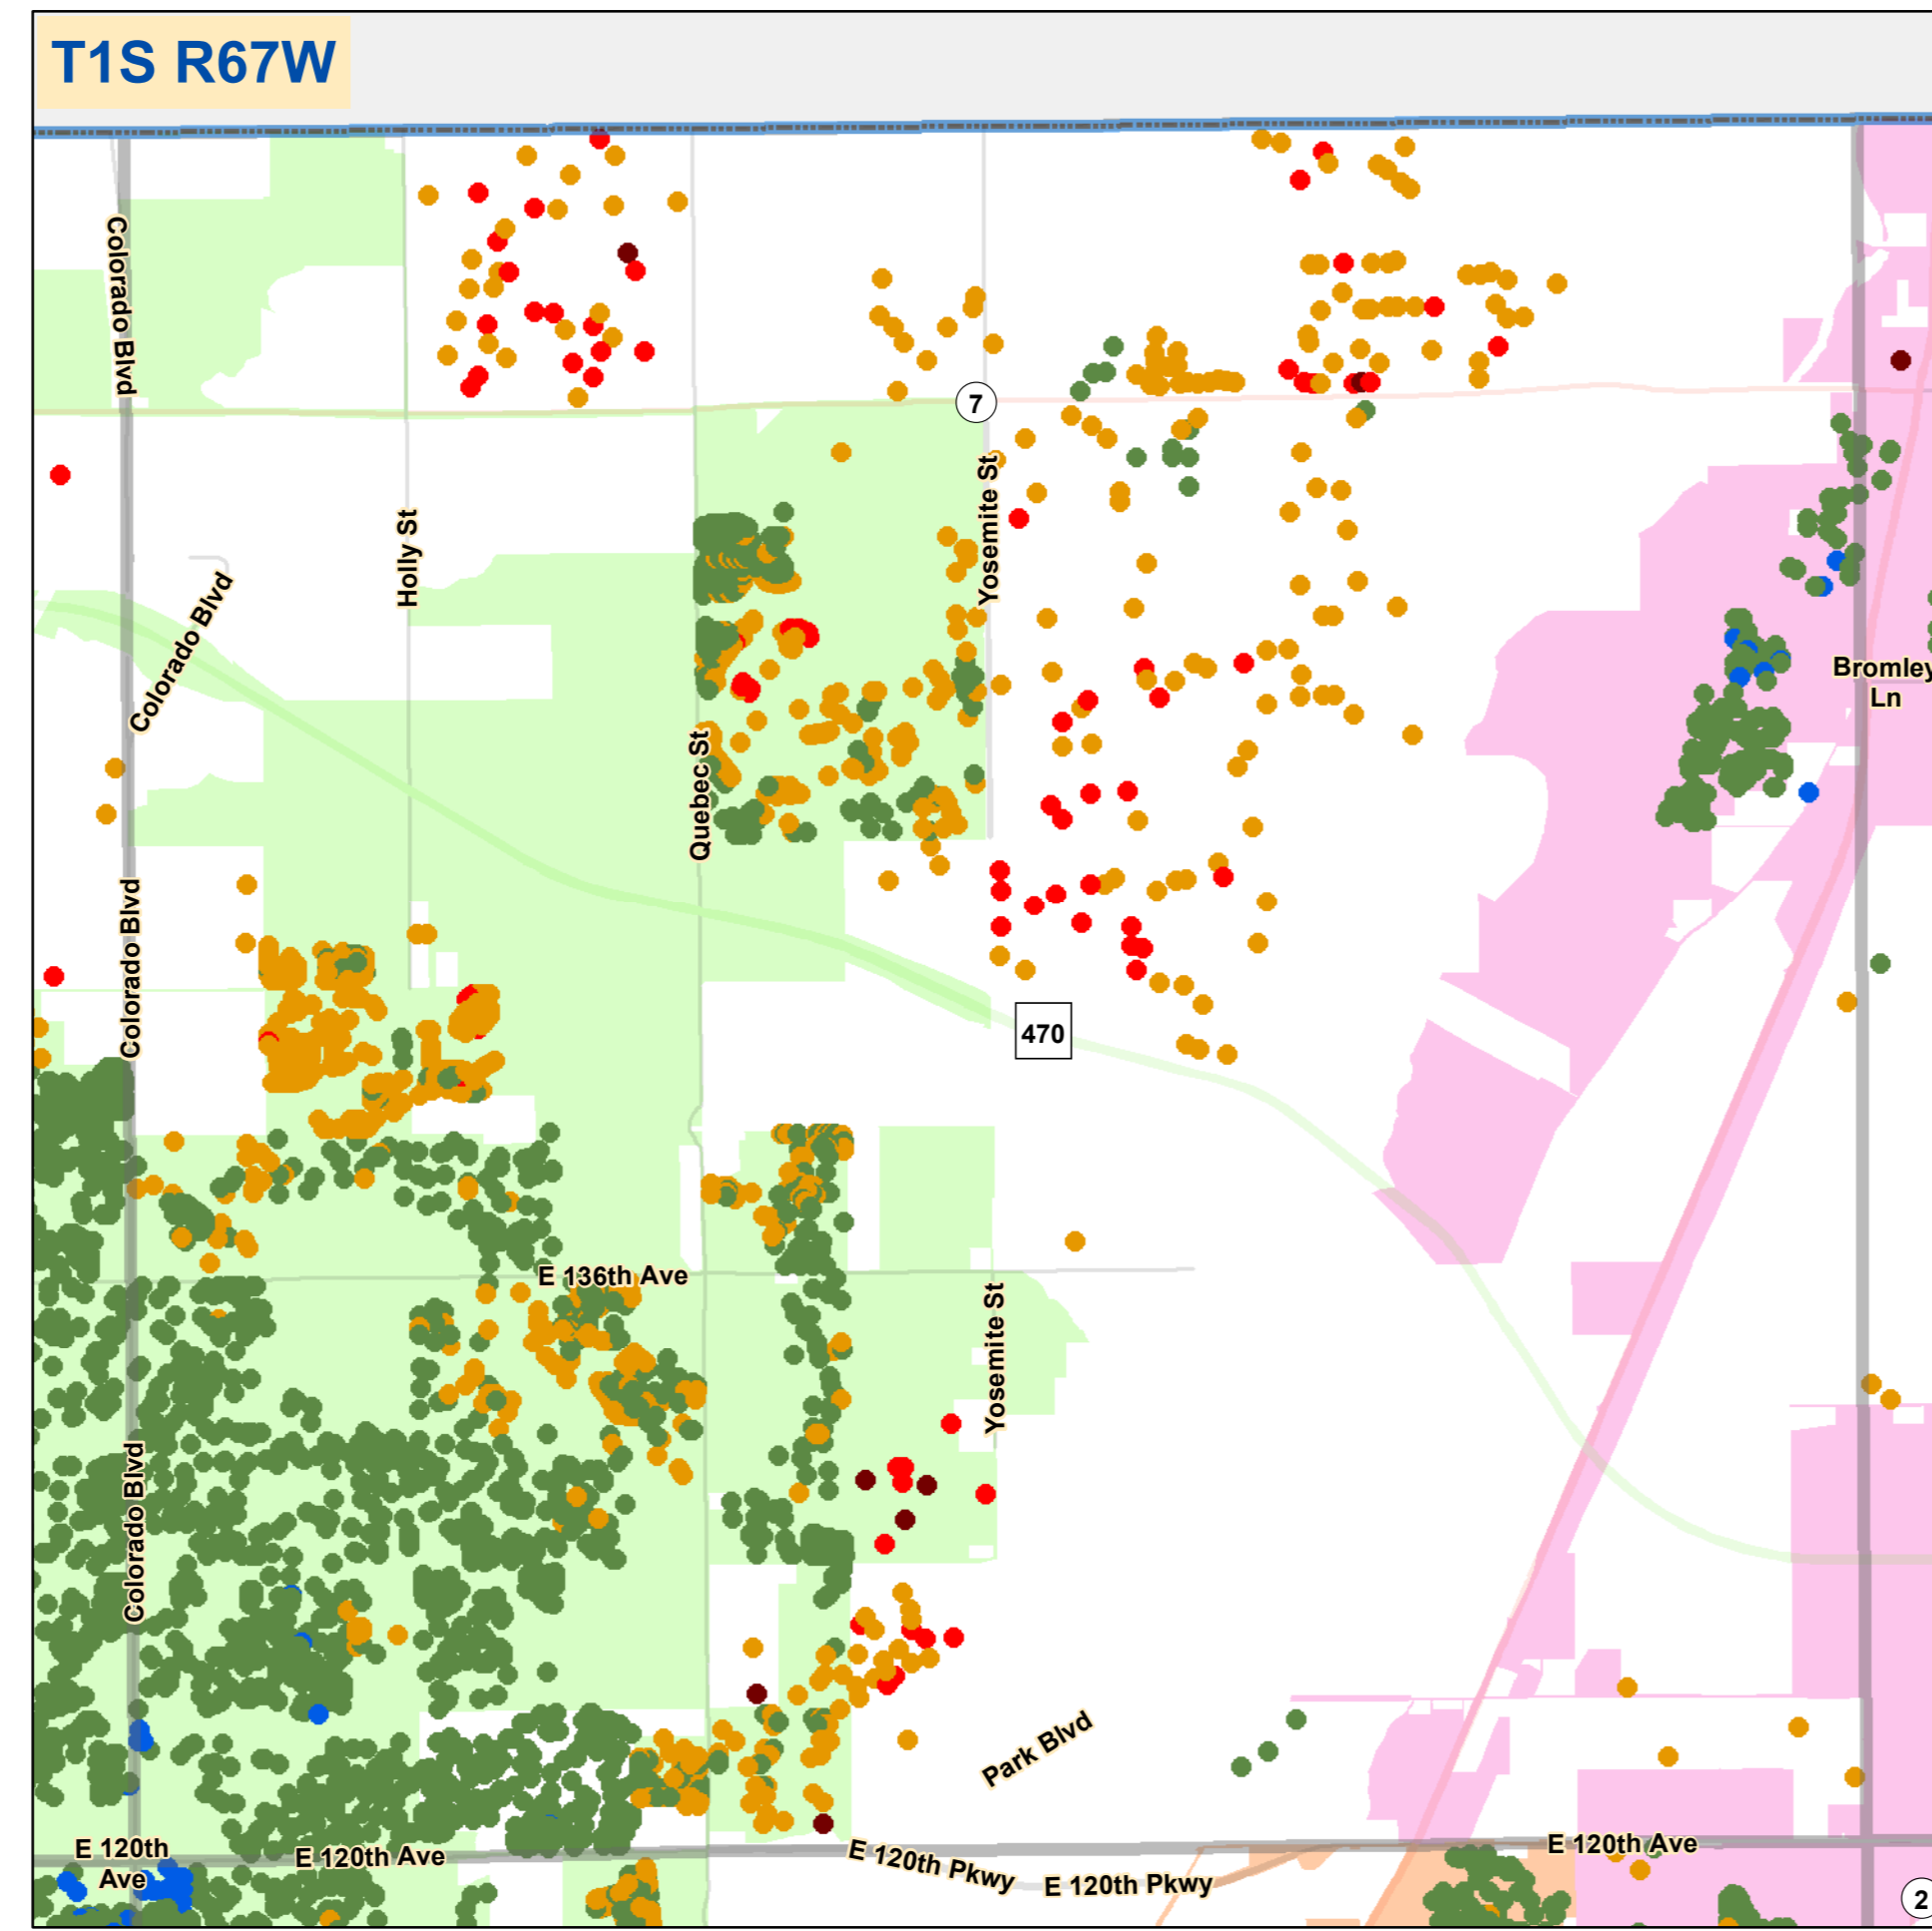 T1S R67W
Colorado Blvd
7
Yosemite St
Holly St
Colorado Blvd
Bromley
Ln
Quebec St
Colorado Blvd
470
E 136th Ave
Yosemite St
Colorado Blvd
Park Blvd
E 120th
Ave
E 120th Ave
E 120th Pkwy
E 120th Pkwy
E 120th Ave
2